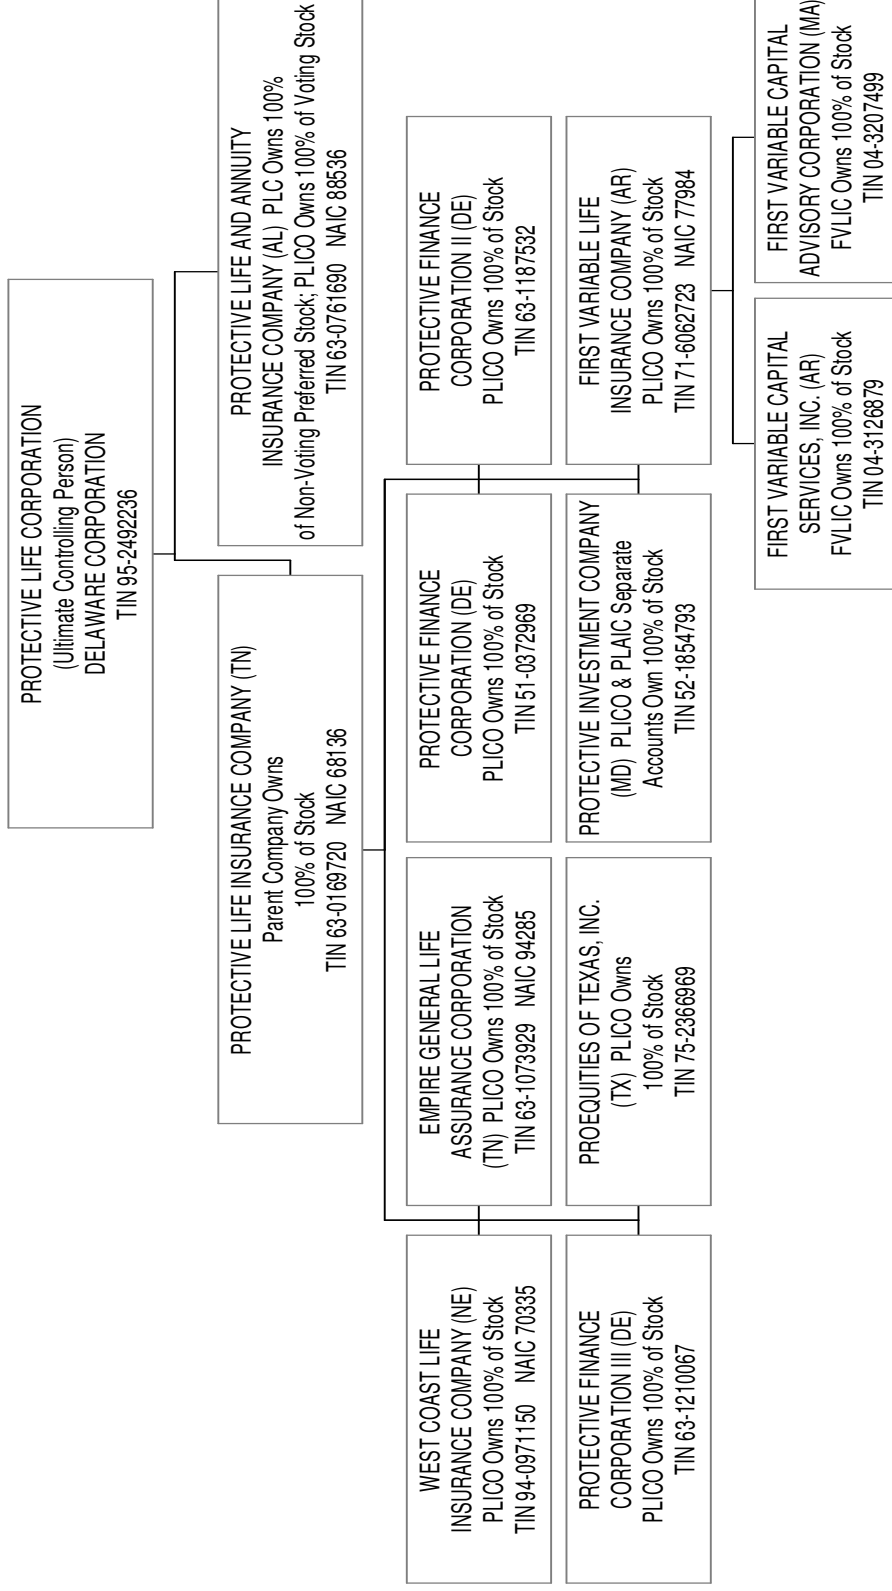 PROTECTIVE LIFE CORPORATION
(Ultimate Controlling Person)
DELAWARE CORPORATION
TIN 95-2492236
PROTECTIVE LIFE INSURANCE COMPANY (TN)
Parent Company Owns
100% of Stock
TIN 63-0169720 NAIC 68136
PROTECTIVE LIFE AND ANNUITY
INSURANCE COMPANY (AL) PLC Owns 100%
of Non-Voting Preferred Stock; PLICO Owns 100% of Voting Stock
TIN 63-0761690 NAIC 88536
WEST COAST LIFE
INSURANCE COMPANY (NE)
PLICO Owns 100% of Stock
TIN 94-0971150 NAIC 70335
EMPIRE GENERAL LIFE
ASSURANCE CORPORATION
(TN) PLICO Owns 100% of Stock
TIN 63-1073929 NAIC 94285
PROTECTIVE FINANCE
CORPORATION (DE)
PLICO Owns 100% of Stock
TIN 51-0372969
PROTECTIVE FINANCE
CORPORATION II (DE)
PLICO Owns 100% of Stock
TIN 63-1187532
PROTECTIVE FINANCE
CORPORATION III (DE)
PLICO Owns 100% of Stock
TIN 63-1210067
PROEQUITIES OF TEXAS, INC.
(TX) PLICO Owns
100% of Stock
TIN 75-2366969
PROTECTIVE INVESTMENT COMPANY
(MD) PLICO & PLAIC Separate
Accounts Own 100% of Stock
TIN 52-1854793
FIRST VARIABLE LIFE
INSURANCE COMPANY (AR)
PLICO Owns 100% of Stock
TIN 71-6062723 NAIC 77984
FIRST VARIABLE CAPITAL
SERVICES, INC. (AR)
FVLIC Owns 100% of Stock
TIN 04-3126879
FIRST VARIABLE CAPITAL
ADVISORY CORPORATION (MA)
FVLIC Owns 100% of Stock
TIN 04-3207499